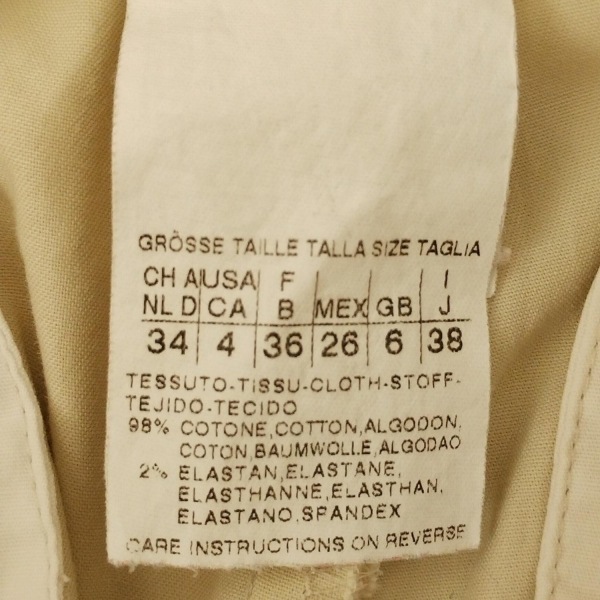 GRÖSSE TAILLE TALLA SIZE TAGLIA
CH A USA F I
NL D CA B MEX GB J
34 4 36 26 6 38
TESSUTO-TISSU-CLOTH-STOFF-
TEJIDO-TECIDO
98% COTONE,COTTON,ALGODON,
COTON,BAUMWOLLE,ALGODAO
2% ELASTAN,ELASTANE,
ELASTHANNE,ELASTHAN,
ELASTANO,SPANDEX
CARE INSTRUCTIONS ON REVERSE